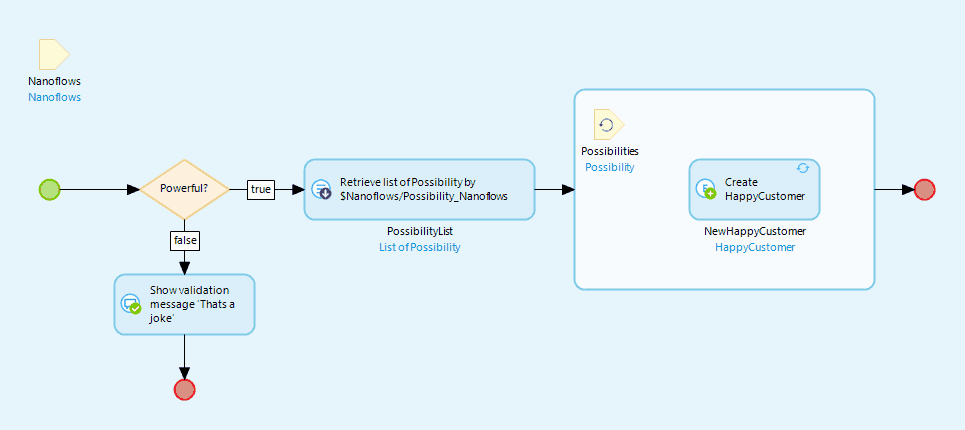 Nanoflows
Nanoflows
Powerful?
true
false
Show validation
message 'Thats a
joke'
Retrieve list of Possibility by
$Nanoflows/Possibility_Nanoflows
PossibilityList
List of Possibility
Possibilities
Possibility
E
Create
HappyCustomer
NewHappyCustomer
HappyCustomer